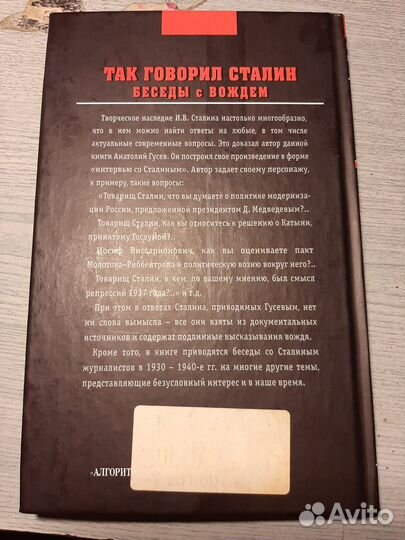 ТАК ГОВОРИЛ СТАЛИН
БЕСЕДЫ с ВОЖДЕМ
Творческое наследие И.В. Сталина настолько многообразно,
что в нем можно найти ответы на любые, в том числе
актуальные современные вопросы. Это доказал автор данной
книги Анатолий Гусев. Он построил свое произведение в форме
«интервью со Сталиным». Автор задает своему персонажу,
к примеру, такие вопросы:
«Товарищ Сталин, что вы думаете о политике модерниза-
ции России, предложенной президентом Д. Медведевым?..
Товарищ Сталин, как вы относитесь к решению о Катыни,
принятому Госдумой?..
Иосиф Виссарионович, как вы оцениваете пакт
Молотова–Риббентропа и политическую возню вокруг него?..
Товарищ Сталин, в чем, по вашему мнению, был смысл
репрессий 1937 года?..» и т.д.
При этом в ответах Сталина, приводимых Гусевым, нет
ни слова вымысла – все они взяты из документальных
источников и содержат подлинные высказывания вождя.
Кроме того, в книге приводятся беседы со Сталиным
журналистов в 1930 – 1940-е гг. на многие другие темы,
представляющие безусловный интерес и в наше время.
«АЛГОРИТ
Avito